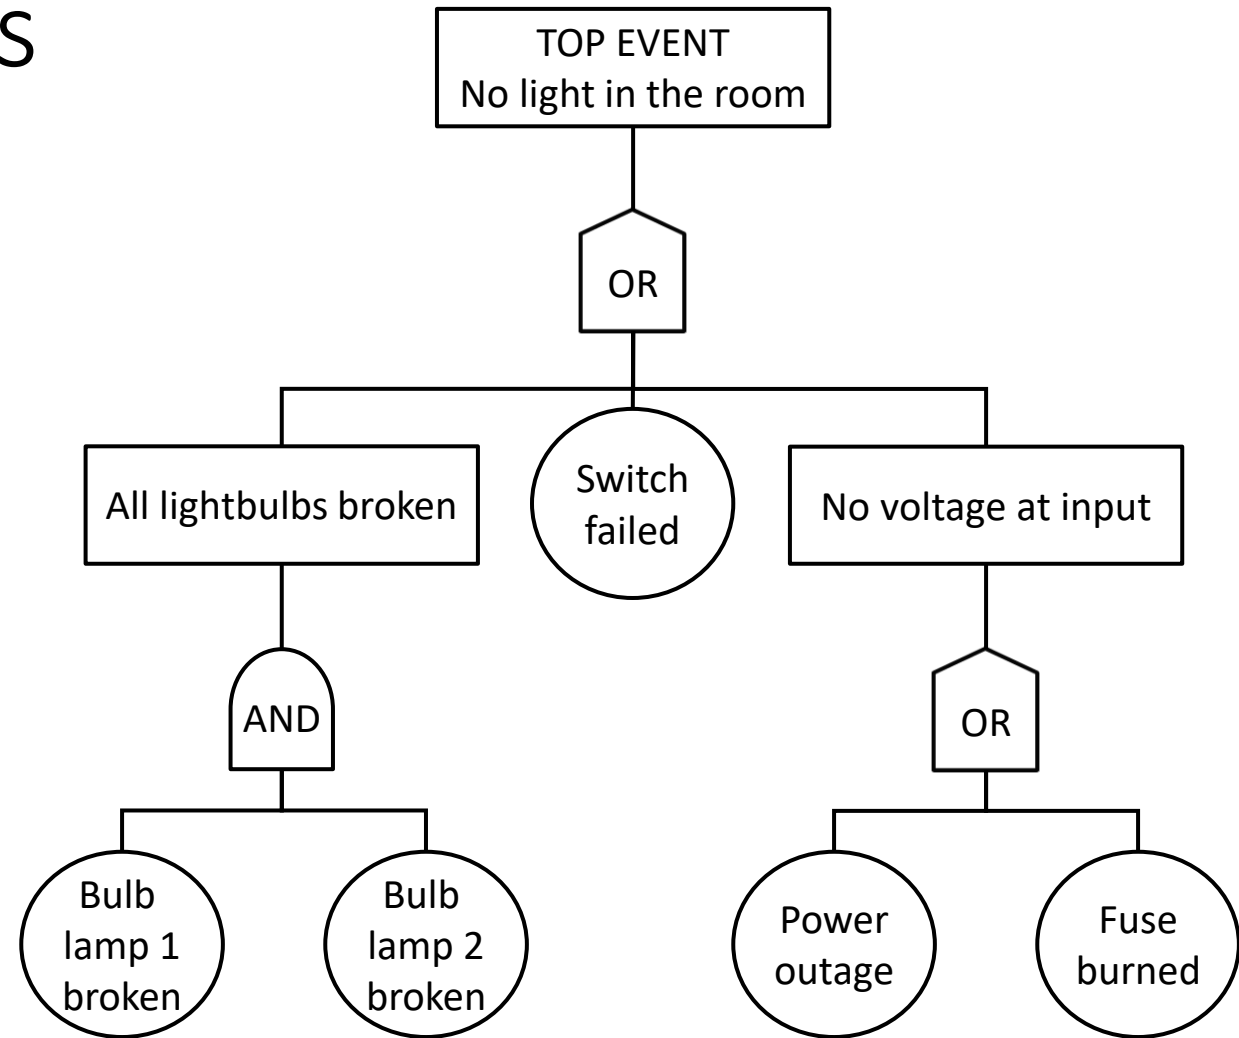 S
TOP EVENT
No light in the room
OR
All lightbulbs broken
Switch
failed
No voltage at input
AND
OR
Bulb
lamp 1
broken
Bulb
lamp 2
broken
Power
outage
Fuse
burned